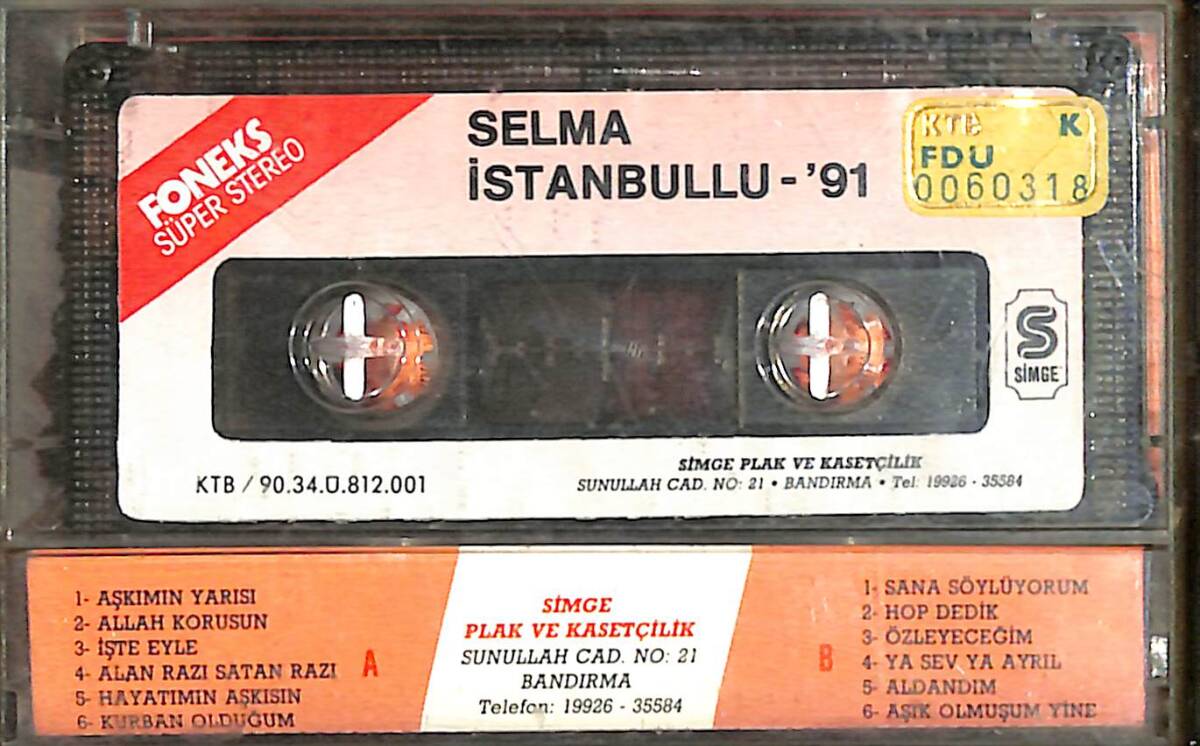 FONEKS
SÜPER STEREO
SELMA
İSTANBULLU - '91
KTB K
FDU
0060318
S
SİMGE
KTB / 90.34.Ü.812.001
SİMGE PLAK VE KASETÇİLİK
SUNULLAH CAD. NO: 21 • BANDIRMA • Tel: 19926 - 35584
1- AŞKIMIN YARISI
2- ALLAH KORUSUN
3- İŞTE EYLE
4- ALAN RAZI SATAN RAZI
5- HAYATIMIN AŞKISIN
6- KURBAN OLDUĞUM
A
SİMGE
PLAK VE KASETÇİLİK
SUNULLAH CAD. NO: 21
BANDIRMA
Telefon: 19926 - 35584
B
1- SANA SÖYLÜYORUM
2- HOP DEDİK
3- ÖZLEYECEĞİM
4- YA SEV YA AYRIL
5- ALDANDIM
6- AŞIK OLMUŞUM YİNE